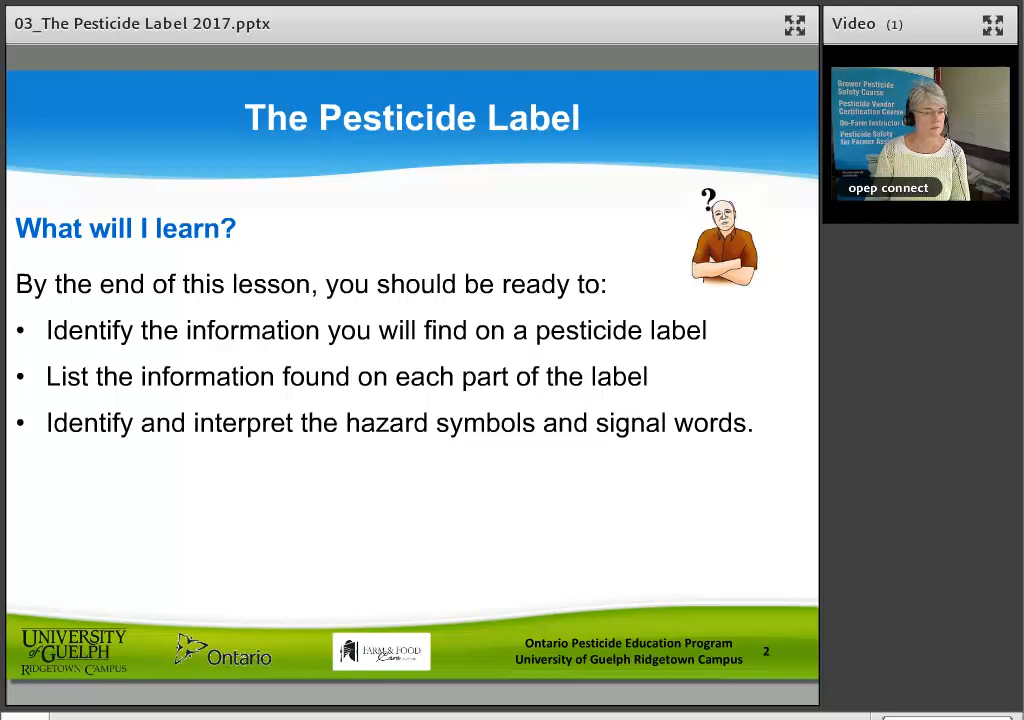 03_The Pesticide Label 2017.pptx
Video (1)
The Pesticide Label
Grower Pesticide
Safety Course
Pesticide Vendor
Certification Course
On-Farm Instructor
Pesticide Safety
for Farmer
opep connect
?
What will I learn?
By the end of this lesson, you should be ready to:
• Identify the information you will find on a pesticide label
• List the information found on each part of the label
• Identify and interpret the hazard symbols and signal words.
UNIVERSITY
of GUELPH
RIDGETOWN CAMPUS
Ontario
FARM & FOOD
Care
Ontario Pesticide Education Program
University of Guelph Ridgetown Campus
2